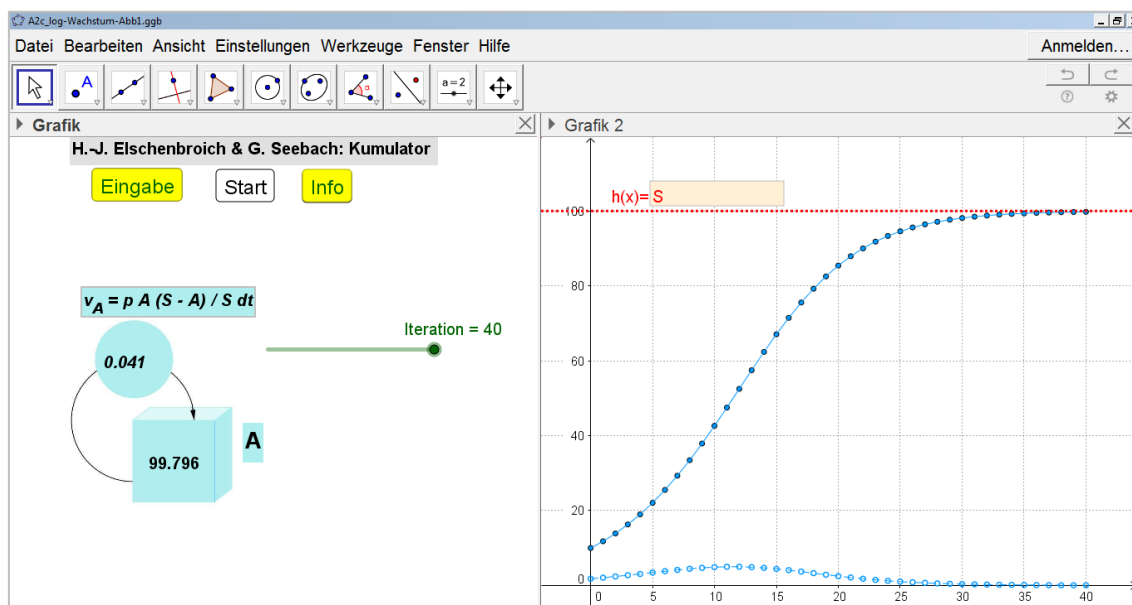 A2c_log-Wachstum-Abb1.ggb
Datei Bearbeiten Ansicht Einstellungen Werkzeuge Fenster Hilfe
Anmelden...
A
α
a=2
Grafik
Grafik 2
H.-J. Elschenbroich & G. Seebach: Kumulator
Eingabe
Start
Info
v_A = p A (S - A) / S dt
0.041
99.796
A
Iteration = 40
h(x)= S
100
80
60
40
20
0
0 5 10 15 20 25 30 35 40